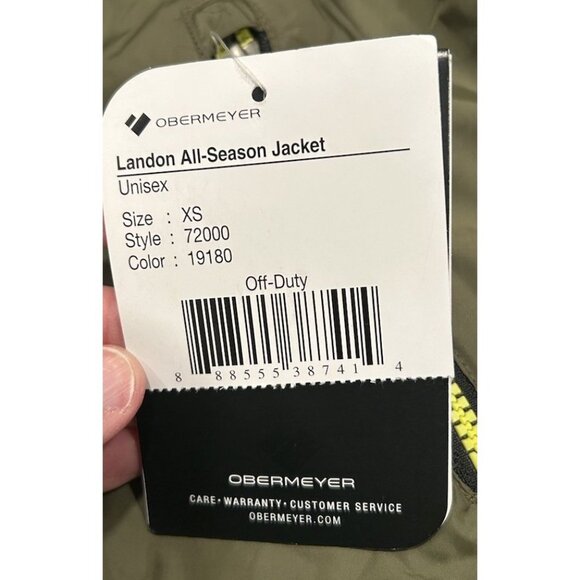 OBERMEYER
Landon All-Season Jacket
Unisex
Size : XS
Style : 72000
Color : 19180
Off-Duty
8 88555 38741 4
OBERMEYER
CARE • WARRANTY • CUSTOMER SERVICE
OBERMEYER.COM